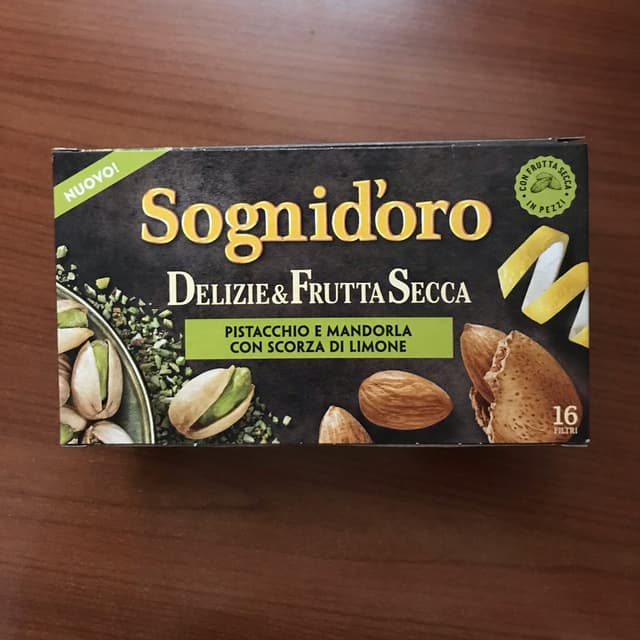 NUOVO!
Sognid'oro
CON FRUTTA SECCA
IN PEZZI
DELIZIE & FRUTTA SECCA
PISTACCHIO E MANDORLA
CON SCORZA DI LIMONE
16
FILTRI